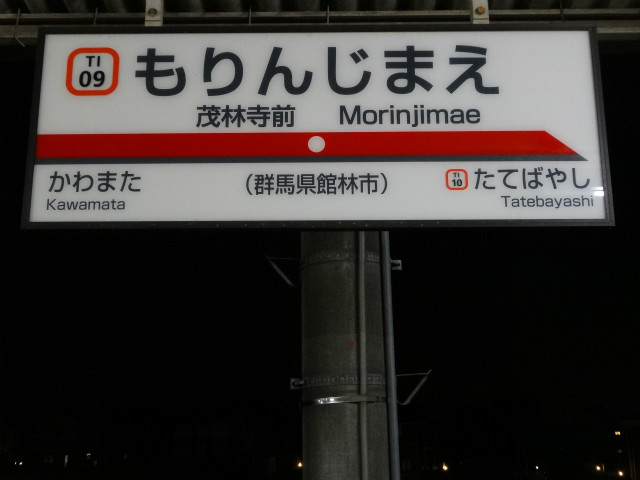 TI
09
もりんじまえ
茂林寺前 Morinjimae
かわまた
Kawamata
(群馬県館林市)
TI
10
たてばやし
Tatebayashi